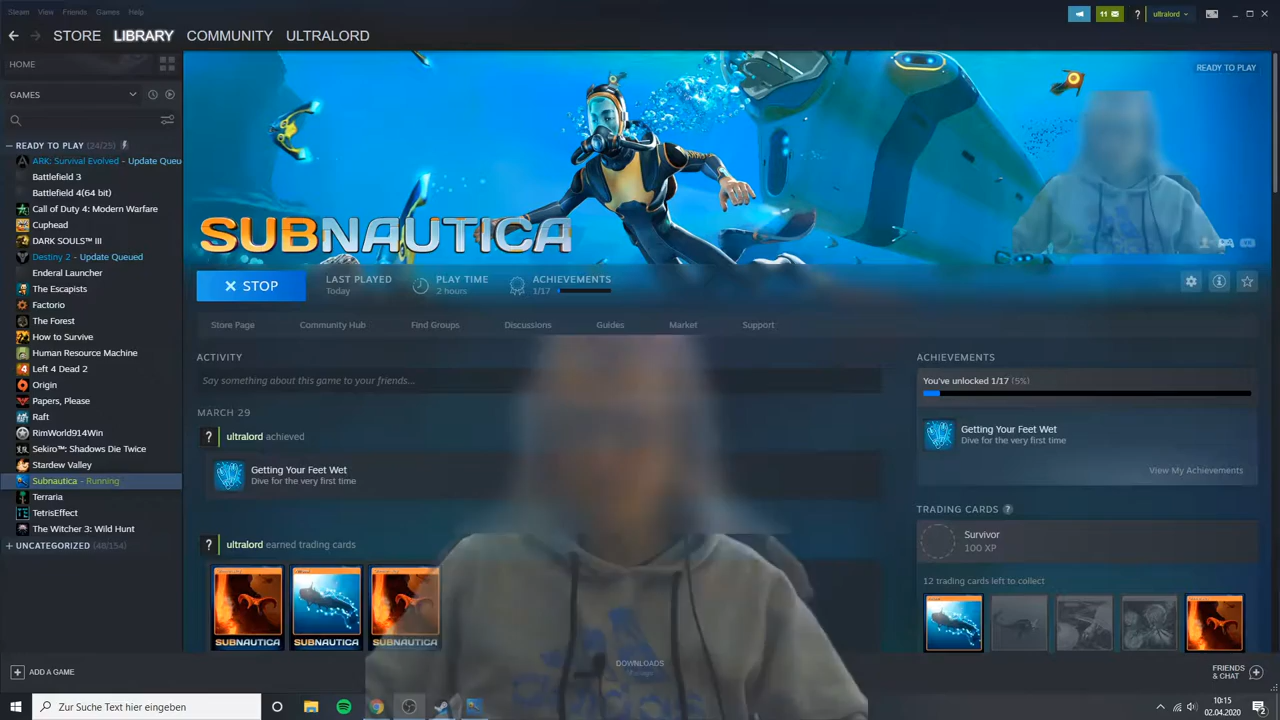 Steam View Friends Games Help
11 ? ultralord
STORE LIBRARY COMMUNITY ULTRALORD
HOME
GAMES
READY TO PLAY (24/25)
ARK: Survival Evolved - Update Queu
Battlefield 3
Battlefield 4(64 bit)
Call of Duty 4: Modern Warfare
Cuphead
DARK SOULS™ III
Destiny 2 - Update Queued
Enderal Launcher
The Escapists
Factorio
The Forest
How to Survive
Human Resource Machine
Left 4 Dead 2
Origin
Papers, Please
Raft
RimWorld914Win
Sekiro™: Shadows Die Twice
Stardew Valley
Subnautica - Running
Terraria
TetrisEffect
The Witcher 3: Wild Hunt
UNCATEGORIZED (48/154)
READY TO PLAY
SUBNAUTICA
STOP
LAST PLAYED
Today
PLAY TIME
2 hours
ACHIEVEMENTS
1/17
Store Page Community Hub Find Groups Discussions Guides Market Support
ACTIVITY
Say something about this game to your friends...
MARCH 29
? ultralord achieved
Getting Your Feet Wet
Dive for the very first time
? ultralord earned trading cards
SUBNAUTICA SUBNAUTICA SUBNAUTICA
ACHIEVEMENTS
You've unlocked 1/17 (5%)
Getting Your Feet Wet
Dive for the very first time
View My Achievements
TRADING CARDS ?
Survivor
100 XP
12 trading cards left to collect
ADD A GAME
DOWNLOADS
Manage
FRIENDS
& CHAT
Zur Suche Text hier eingeben
10:15
02.04.2020
2